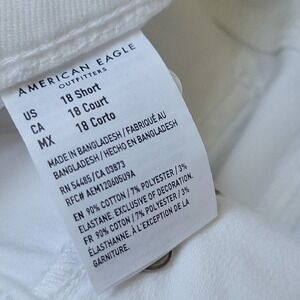 AMERICAN EAGLE
OUTFITTERS
US 18 Short
CA 18 Court
MX 18 Corto
MADE IN BANGLADESH / FABRIQUÉ AU
BANGLADESH / HECHO EN BANGLADESH
RN 54485 / CA 03873
RFC# AEM120605U9A
EN 90% COTTON / 7% POLYESTER / 3%
ELASTANE. EXCLUSIVE OF DECORATION.
FR 90% COTON / 7% POLYESTER / 3%
ÉLASTHANNE. À L'EXCEPTION DE LA
GARNITURE.